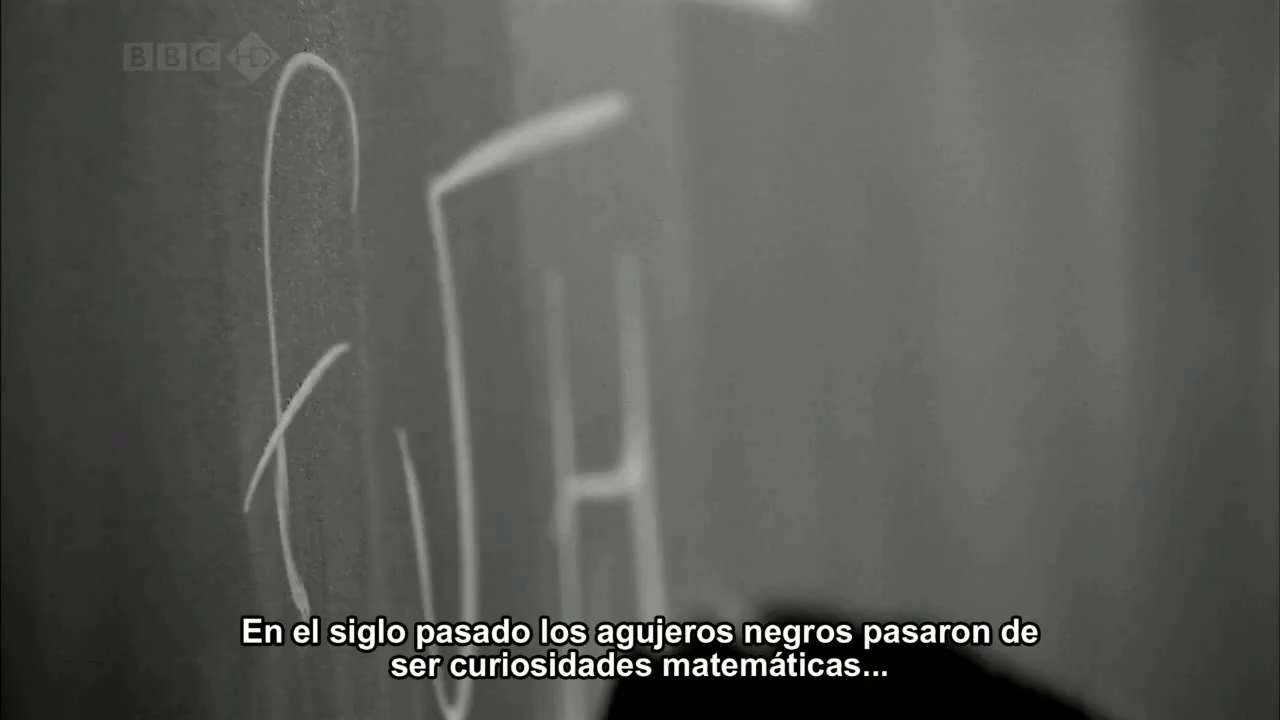 BBC HD
f J H
En el siglo pasado los agujeros negros pasaron de
ser curiosidades matemáticas...